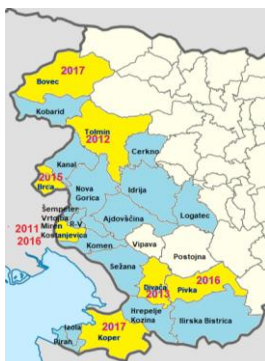 2017
Bovec
Kobarid
Tolmin
2012
Cerkno
Kanal
2015
Brca
Nova
Gorica
Idrija
Šempeter
Vrtojba
Miren
Kostanjevica
R-V
Ajdovščina
Logatec
2011
2016
Komen
Vipava
Postojna
Sežana
Divača
2013
2016
Pivka
Hrpelje
Kozina
Ilirska Bistrica
2017
Koper
Izola
Piran